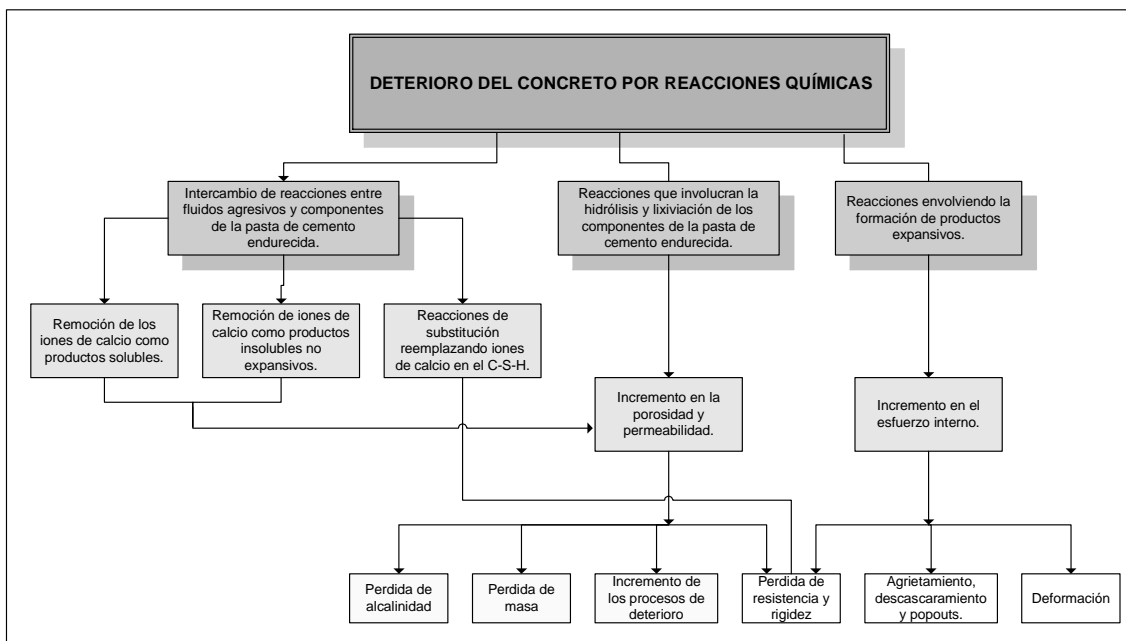 DETERIORO DEL CONCRETO POR REACCIONES QUÍMICAS
Intercambio de reacciones entre
fluidos agresivos y componentes
de la pasta de cemento
endurecida.
Reacciones que involucran la
hidrólisis y lixiviación de los
componentes de la pasta de
cemento endurecida.
Reacciones envolviendo la
formación de productos
expansivos.
Remoción de los
iones de calcio como
productos solubles.
Remoción de iones de
calcio como productos
insolubles no
expansivos.
Reacciones de
substitución
reemplazando iones
de calcio en el C-S-H.
Incremento en la
porosidad y
permeabilidad.
Incremento en el
esfuerzo interno.
Perdida de
alcalinidad
Perdida de
masa
Incremento de
los procesos de
deterioro
Perdida de
resistencia y
rigidez
Agrietamiento,
descascaramiento
y popouts.
Deformación